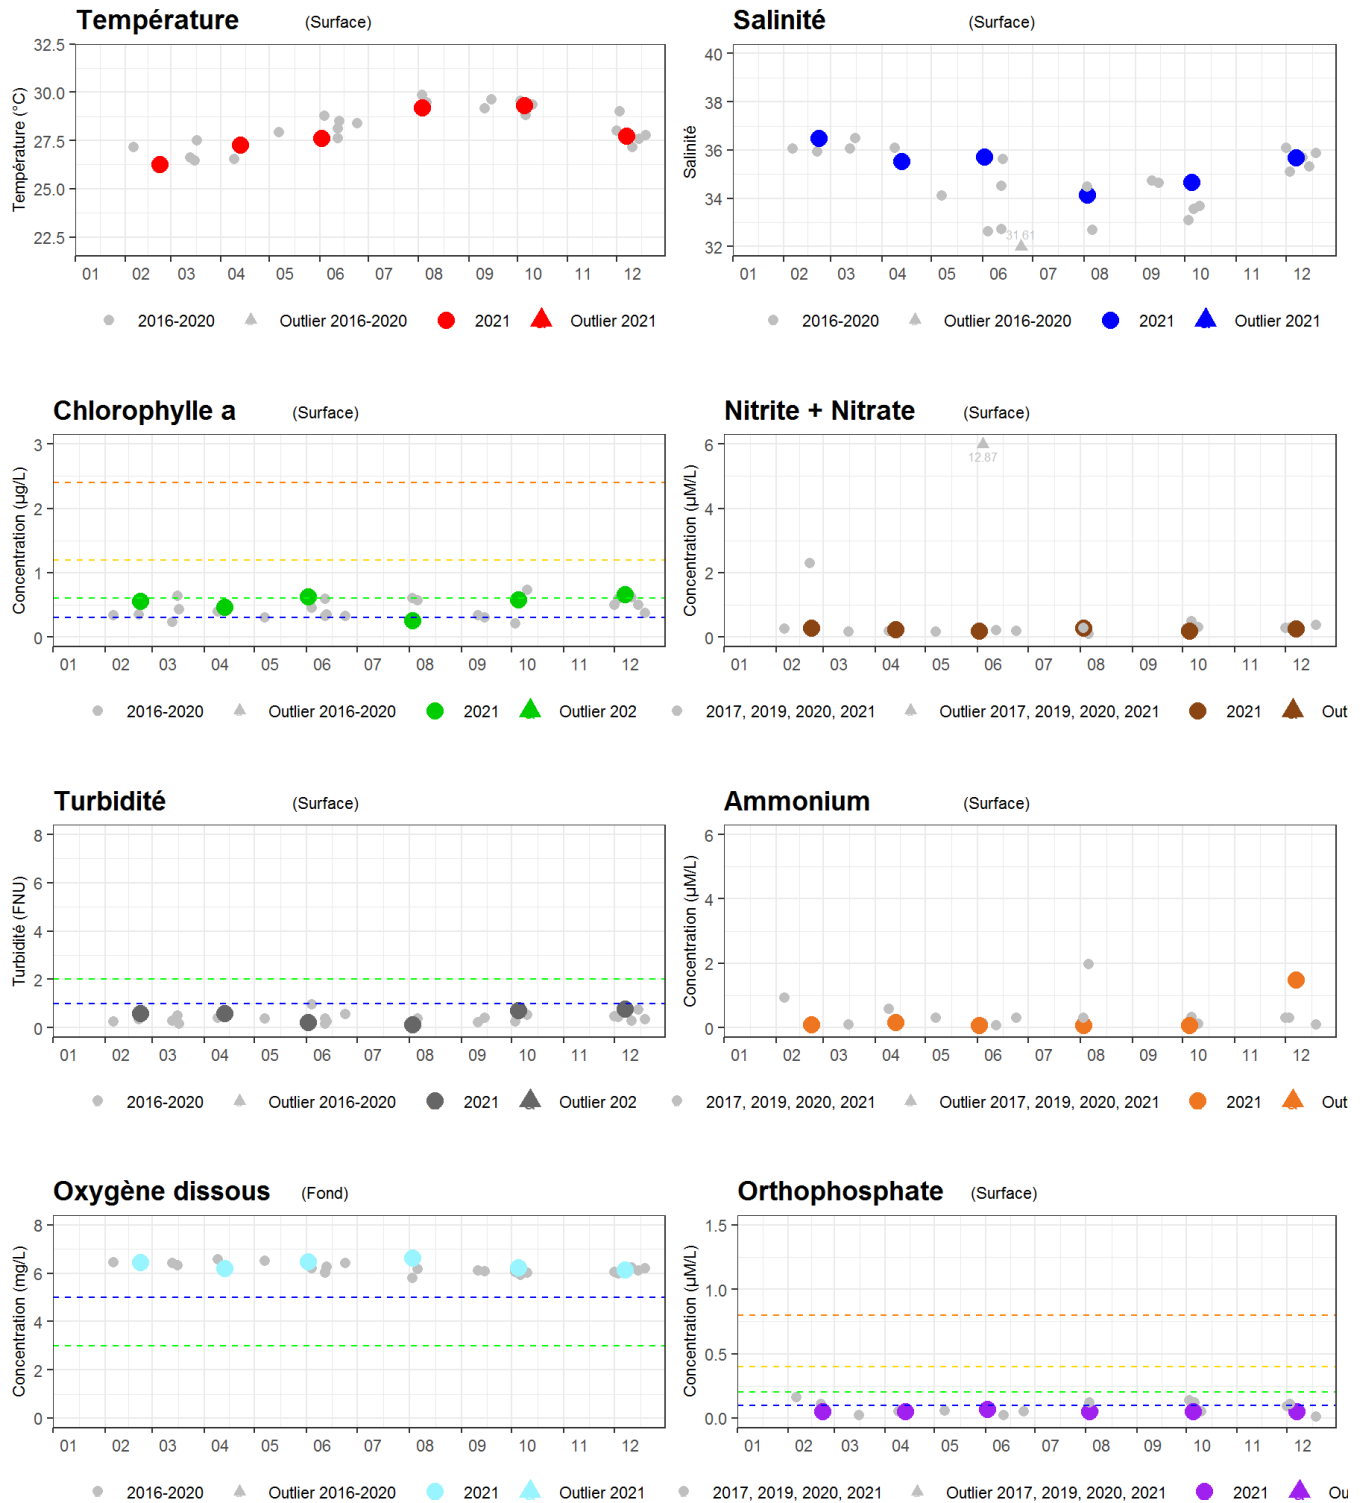 Température (Surface)
Température (°C)
32.5
30.0
27.5
25.0
22.5
01 02 03 04 05 06 07 08 09 10 11 12
2016-2020 Outlier 2016-2020 2021 Outlier 2021
Salinité (Surface)
Salinité
40
38
36
34
32
31.61
01 02 03 04 05 06 07 08 09 10 11 12
2016-2020 Outlier 2016-2020 2021 Outlier 2021
Chlorophylle a (Surface)
Concentration (µg/L)
3
2
1
0
01 02 03 04 05 06 07 08 09 10 11 12
2016-2020 Outlier 2016-2020 2021 Outlier 202
Nitrite + Nitrate (Surface)
Concentration (µM/L)
6
4
2
0
12.87
01 02 03 04 05 06 07 08 09 10 11 12
2017, 2019, 2020, 2021 Outlier 2017, 2019, 2020, 2021 2021 Out
Turbidité (Surface)
Turbidité (FNU)
8
6
4
2
0
01 02 03 04 05 06 07 08 09 10 11 12
2016-2020 Outlier 2016-2020 2021 Outlier 202
Ammonium (Surface)
Concentration (µM/L)
6
4
2
0
01 02 03 04 05 06 07 08 09 10 11 12
2017, 2019, 2020, 2021 Outlier 2017, 2019, 2020, 2021 2021 Out
Oxygène dissous (Fond)
Concentration (mg/L)
8
6
4
2
0
01 02 03 04 05 06 07 08 09 10 11 12
2016-2020 Outlier 2016-2020 2021 Outlier 2021
Orthophosphate (Surface)
Concentration (µM/L)
1.5
1.0
0.5
0.0
01 02 03 04 05 06 07 08 09 10 11 12
2017, 2019, 2020, 2021 Outlier 2017, 2019, 2020, 2021 2021 Ou